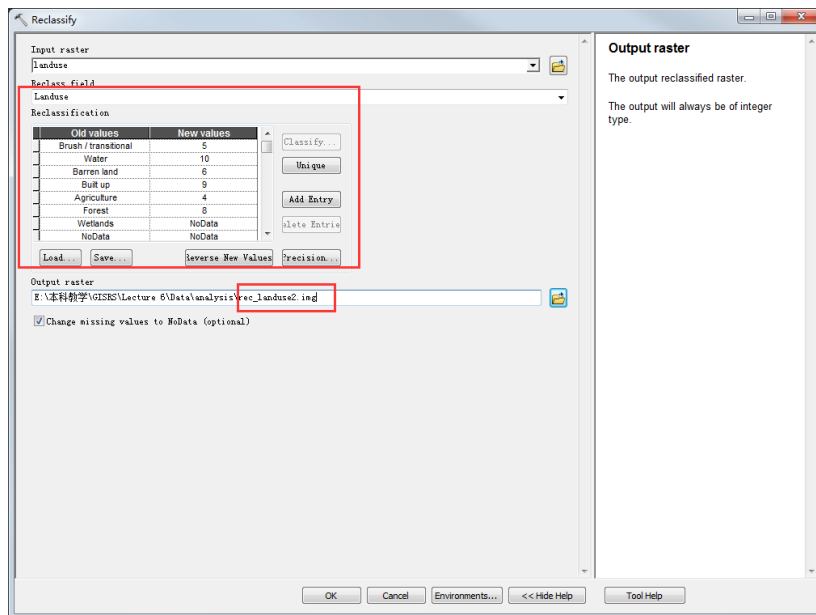 Reclassify
Input raster
landuse
Reclass field
Landuse
Reclassification
Old values New values
Brush / transitional 5
Water 10
Barren land 6
Built up 9
Agriculture 4
Forest 8
Wetlands NoData
NoData NoData
Classify...
Unique
Add Entry
elete Entrie
Load... Save... Reverse New Values Precision...
Output raster
E:\本科教学\GISRS\Lecture 6\Data\analysis\rec_landuse2.img
Change missing values to NoData (optional)
Output raster
The output reclassified raster.
The output will always be of integer
type.
OK Cancel Environments... << Hide Help Tool Help